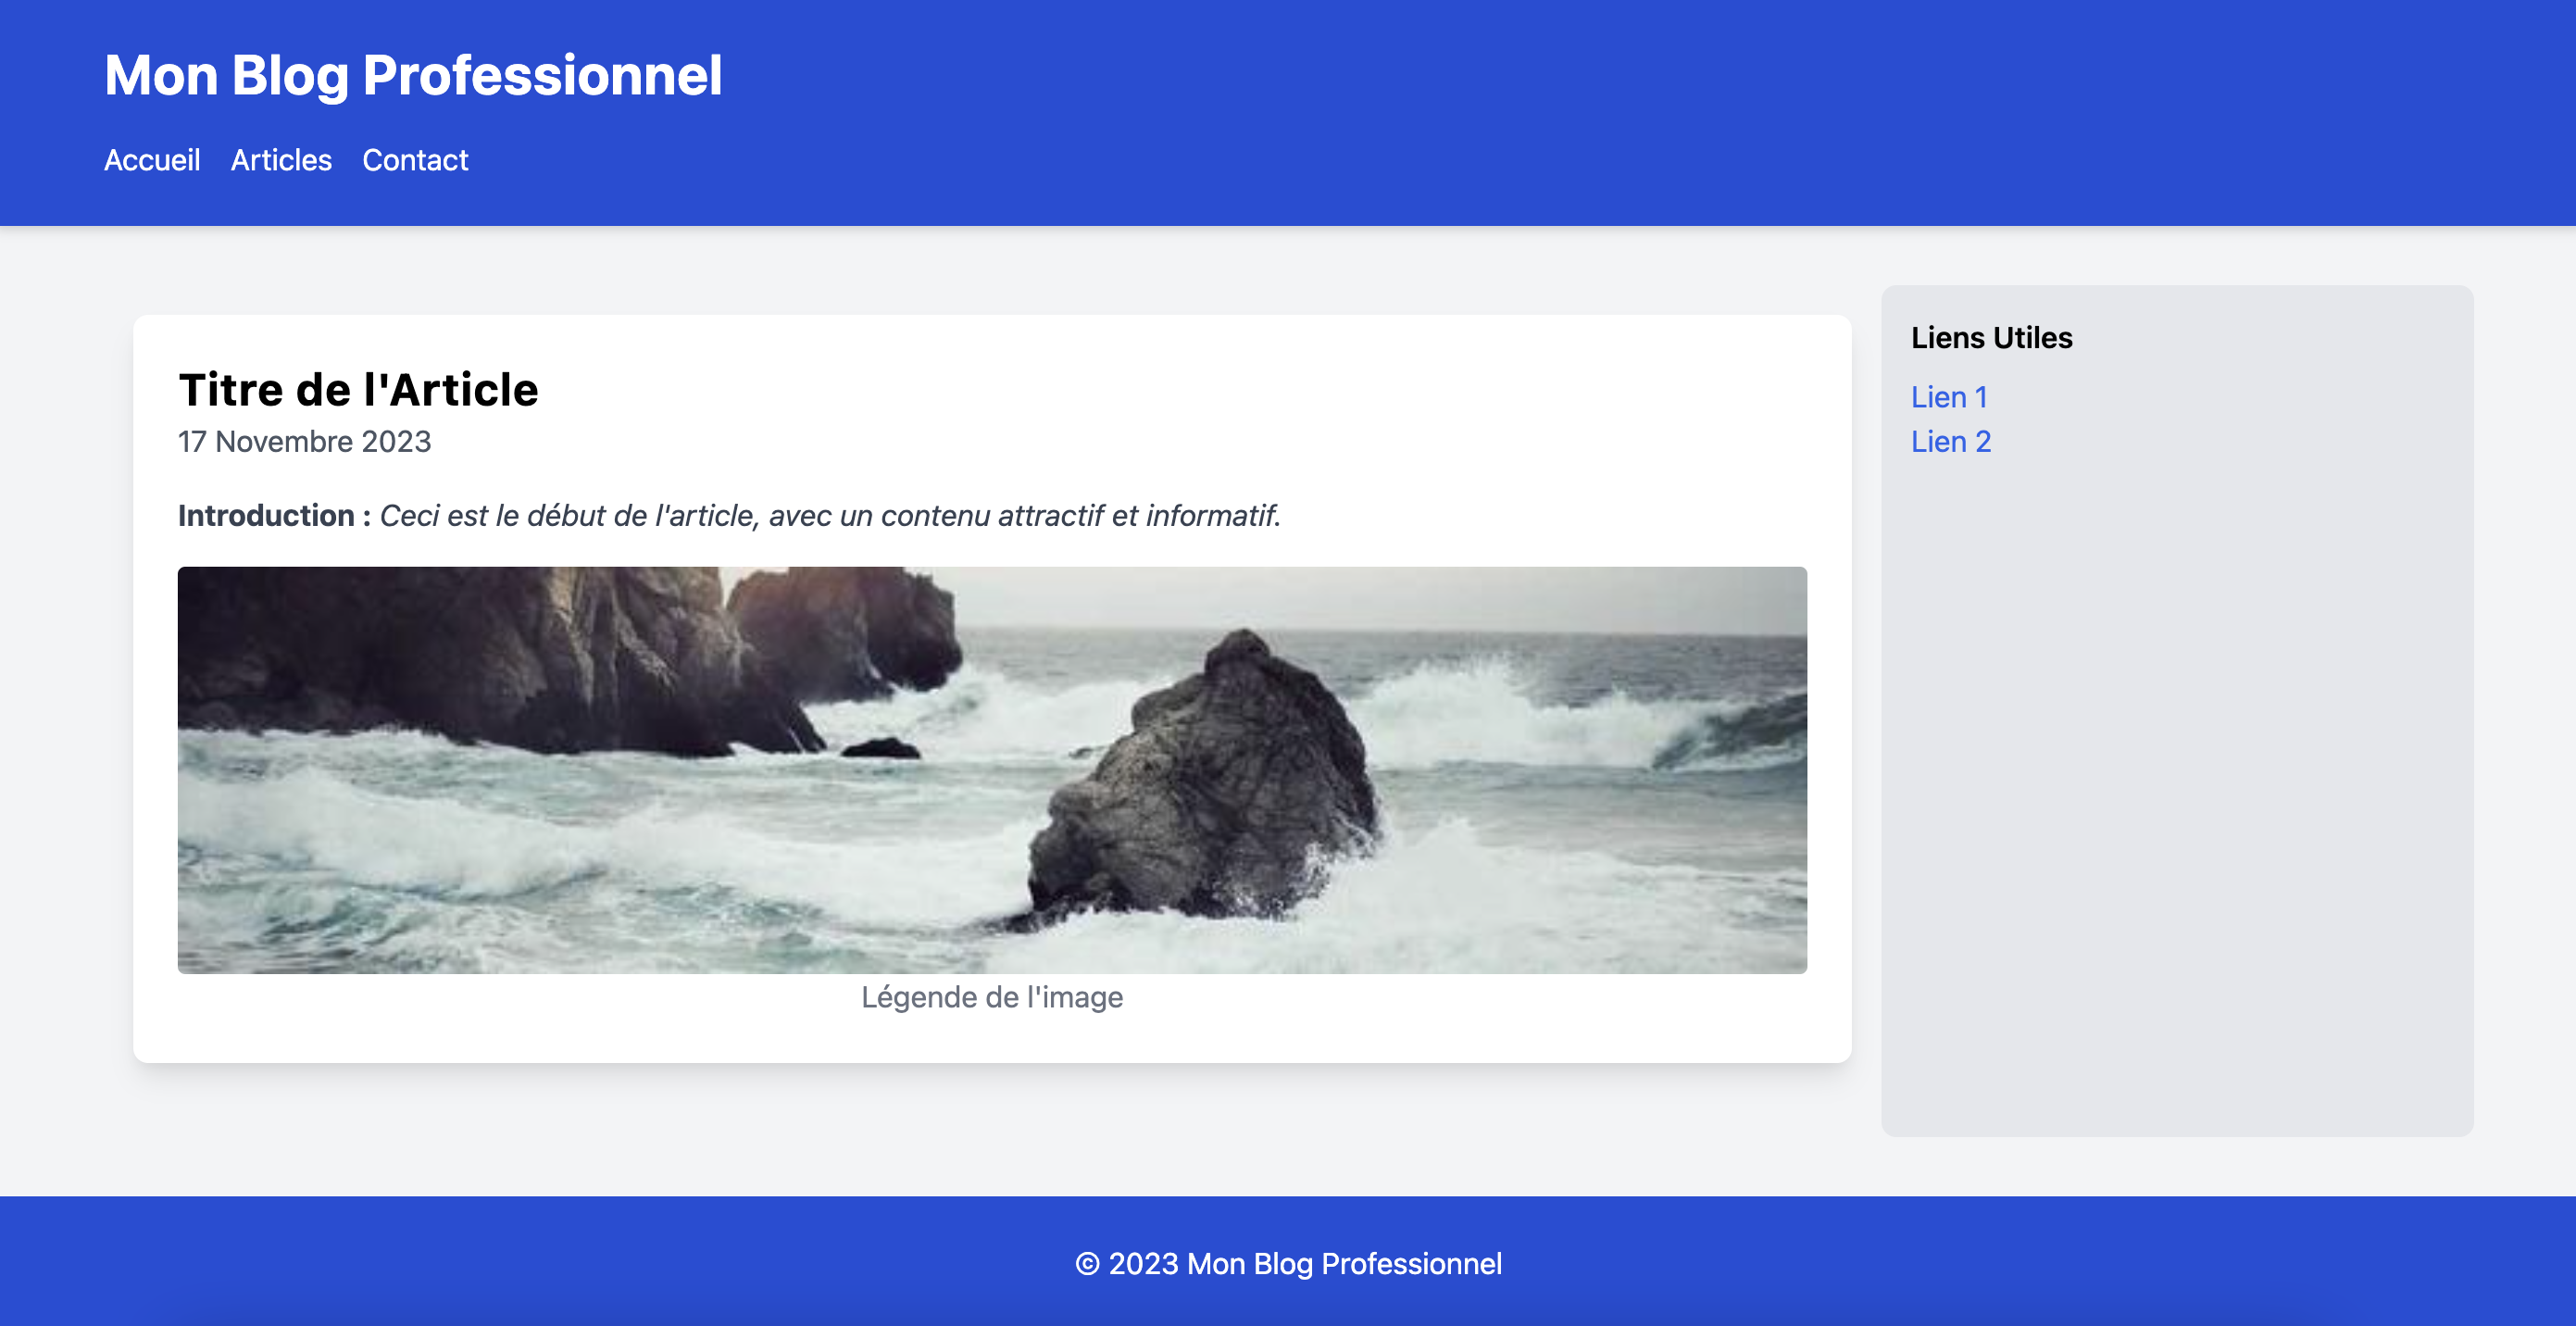 Mon Blog Professionnel
Accueil Articles Contact
Titre de l'Article
17 Novembre 2023
Introduction : Ceci est le début de l'article, avec un contenu attractif et informatif.
Légende de l'image
Liens Utiles
Lien 1
Lien 2
© 2023 Mon Blog Professionnel